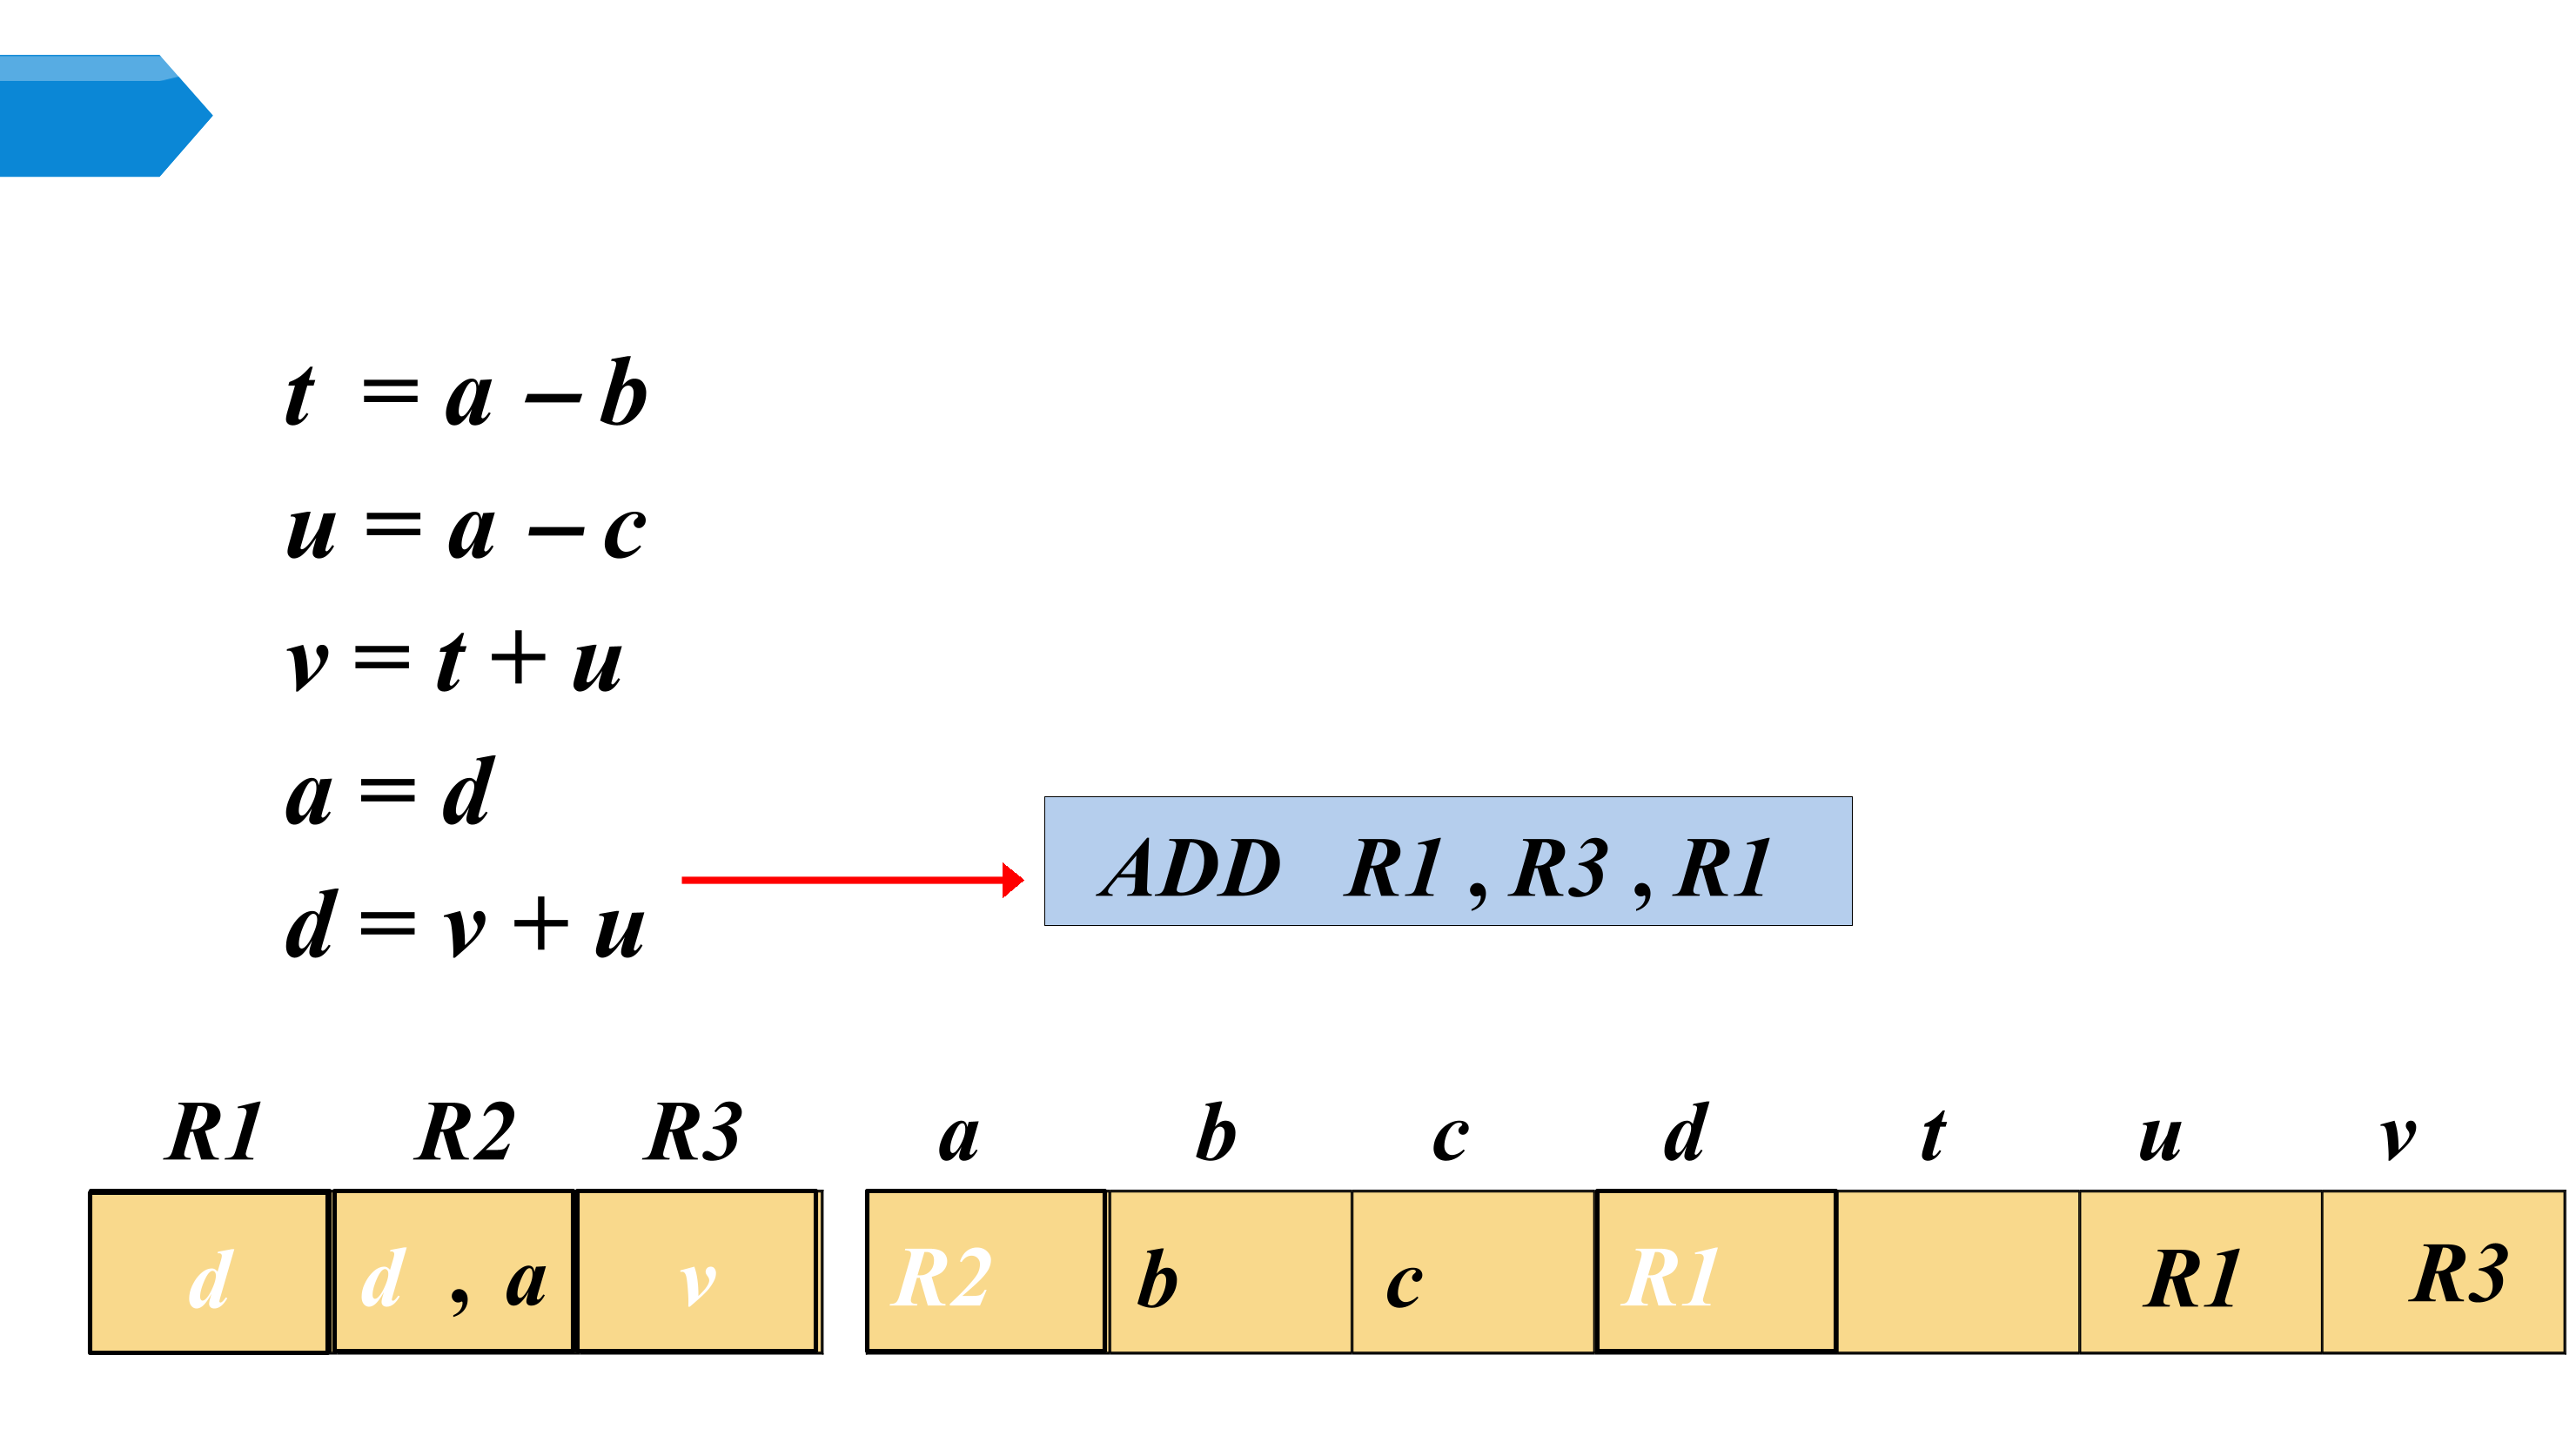 t = a – b
u = a – c
v = t + u
a = d
d = v + u
ADD R1 , R3 , R1
R1 R2 R3 a b c d t u v
d d , a v R2 b c R1 R1 R3